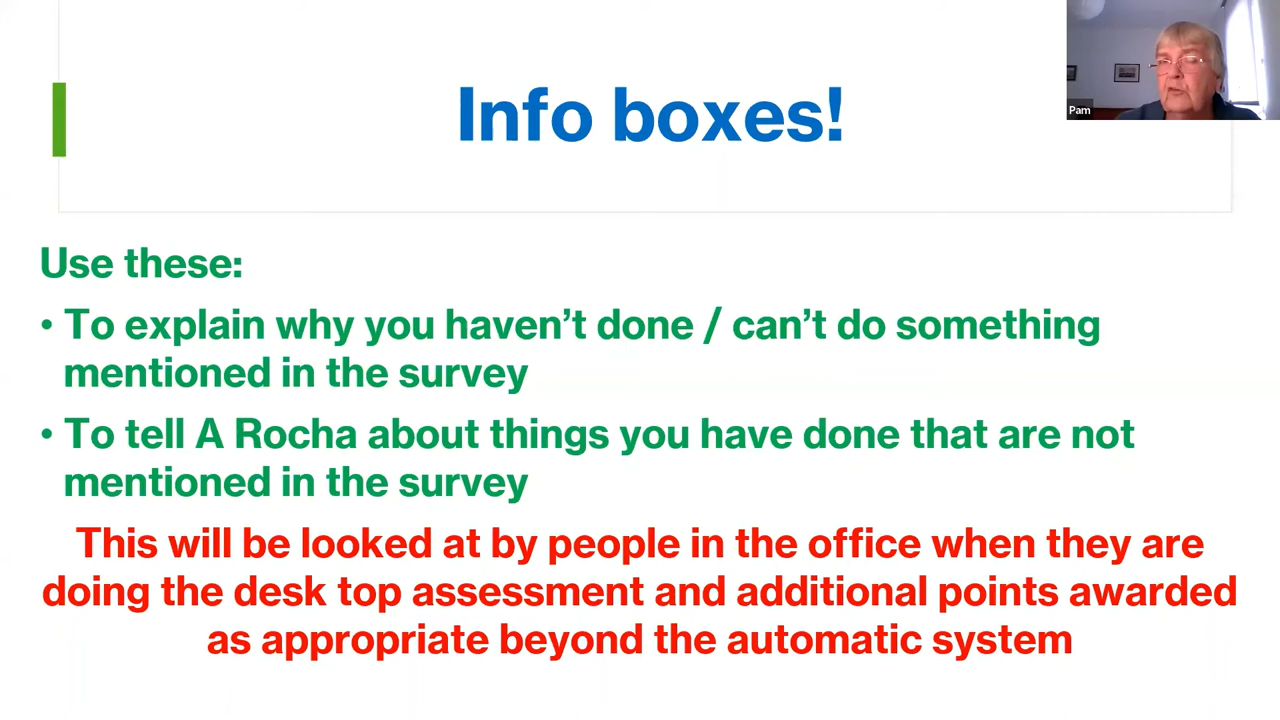 Info boxes!
Pam
Use these:
• To explain why you haven’t done / can’t do something
mentioned in the survey
• To tell A Rocha about things you have done that are not
mentioned in the survey
This will be looked at by people in the office when they are
doing the desk top assessment and additional points awarded
as appropriate beyond the automatic system